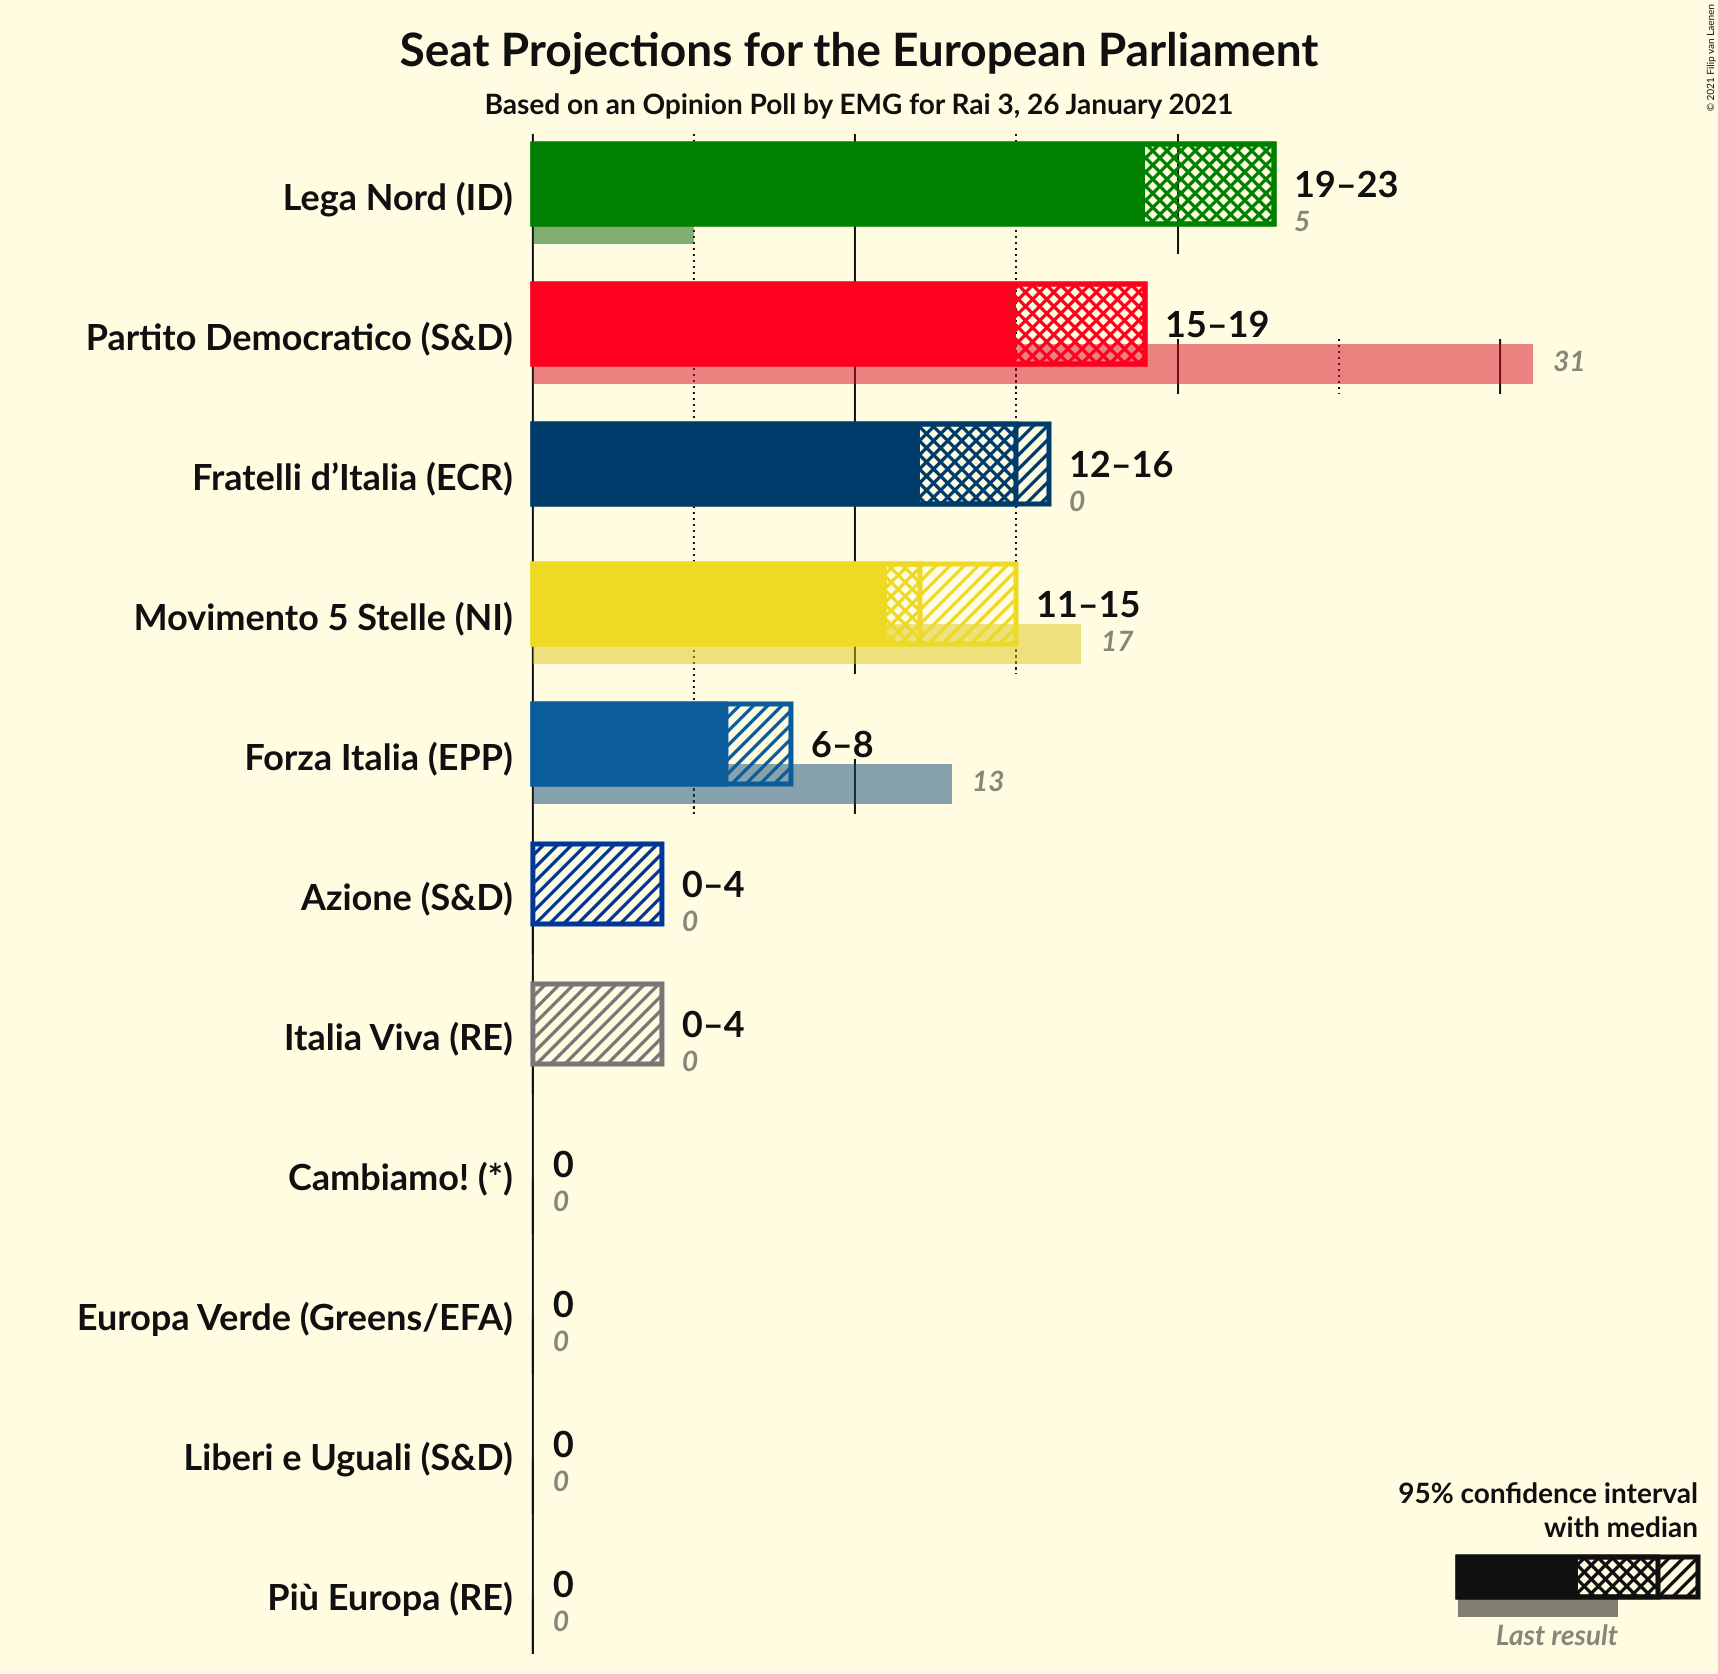 Seat Projections for the European Parliament
Based on an Opinion Poll by EMG for Rai 3, 26 January 2021
© 2021 Filip van Laenen
Lega Nord (ID)
19–23
5
Partito Democratico (S&D)
15–19
31
Fratelli d’Italia (ECR)
12–16
0
Movimento 5 Stelle (NI)
11–15
17
Forza Italia (EPP)
6–8
13
Azione (S&D)
0–4
0
Italia Viva (RE)
0–4
0
Cambiamo! (*)
0
0
Europa Verde (Greens/EFA)
0
0
Liberi e Uguali (S&D)
0
0
Più Europa (RE)
0
0
95% confidence interval
with median
Last result